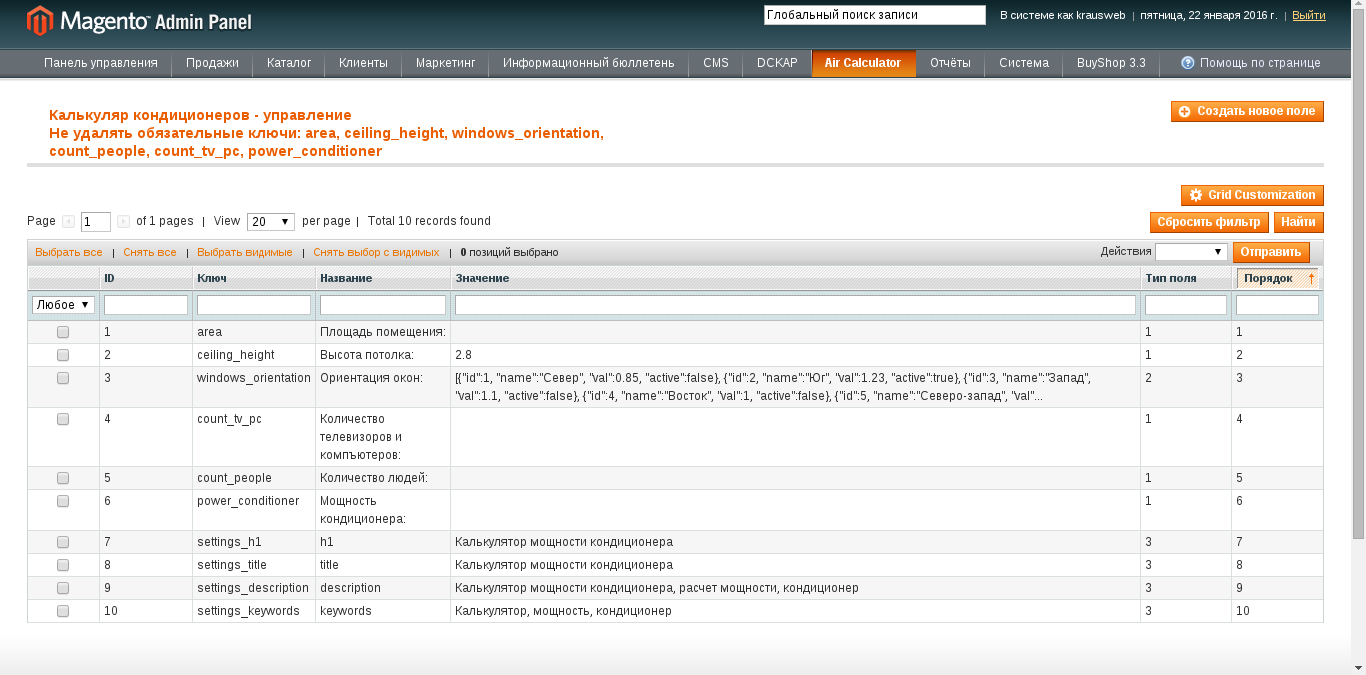 Magento™ Admin Panel
Глобальный поиск записи
В системе как krausweb | пятница, 22 января 2016 г. | Выйти
Панель управления Продажи Каталог Клиенты Маркетинг Информационный бюллетень CMS DCKAP Air Calculator Отчёты Система BuyShop 3.3 Помощь по странице
Калькуляр кондиционеров - управление
Не удалять обязательные ключи: area, ceiling_height, windows_orientation,
count_people, count_tv_pc, power_conditioner
Создать новое поле
Grid Customization
Page 1 of 1 pages | View 20 per page | Total 10 records found
Сбросить фильтр Найти
Выбрать все | Снять все | Выбрать видимые | Снять выбор с видимых | 0 позиций выбрано Действия Отправить
ID Ключ Название Значение Тип поля Порядок
Любое
1 area Площадь помещения: 1 1
2 ceiling_height Высота потолка: 2.8 1 2
3 windows_orientation Ориентация окон: [{"id":1, "name":"Север", "val":0.85, "active":false}, {"id":2, "name":"Юг", "val":1.23, "active":true}, {"id":3, "name":"Запад", 2 3
"val":1.1, "active":false}, {"id":4, "name":"Восток", "val":1, "active":false}, {"id":5, "name":"Северо-запад", "val"...
4 count_tv_pc Количество 1 4
телевизоров и
компъютеров:
5 count_people Количество людей: 1 5
6 power_conditioner Мощность 1 6
кондиционера:
7 settings_h1 h1 Калькулятор мощности кондиционера 3 7
8 settings_title title Калькулятор мощности кондиционера 3 8
9 settings_description description Калькулятор мощности кондиционера, расчет мощности, кондиционер 3 9
10 settings_keywords keywords Калькулятор, мощность, кондиционер 3 10